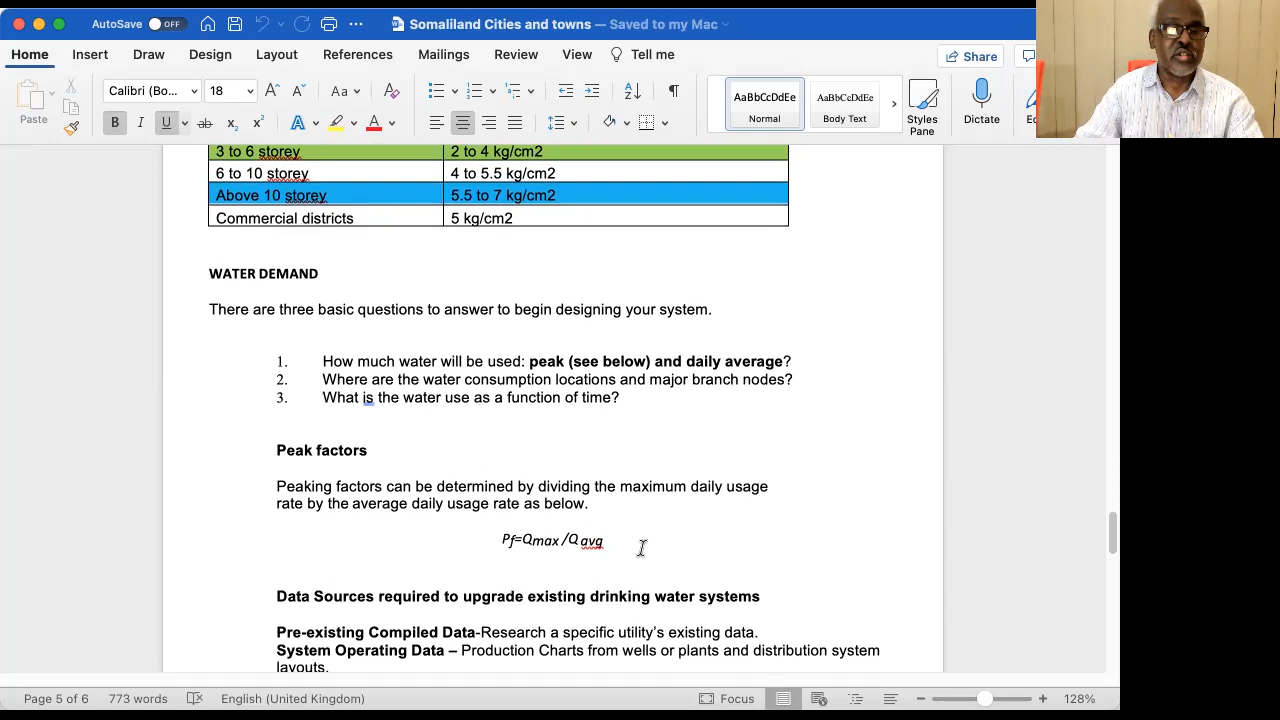 AutoSave OFF
Somaliland Cities and towns — Saved to my Mac
Home Insert Draw Design Layout References Mailings Review View Tell me
Share
Paste
Calibri (Bo... 18
B I U ab x2 x2
Aa
AaBbCcDdEe
Normal
AaBbCcDdEe
Body Text
Styles
Pane
Dictate
3 to 6 storey 2 to 4 kg/cm2
6 to 10 storey 4 to 5.5 kg/cm2
Above 10 storey 5.5 to 7 kg/cm2
Commercial districts 5 kg/cm2
WATER DEMAND
There are three basic questions to answer to begin designing your system.
1. How much water will be used: peak (see below) and daily average?
2. Where are the water consumption locations and major branch nodes?
3. What is the water use as a function of time?
Peak factors
Peaking factors can be determined by dividing the maximum daily usage
rate by the average daily usage rate as below.
Pf=Qmax /Q avg
Data Sources required to upgrade existing drinking water systems
Pre-existing Compiled Data-Research a specific utility’s existing data.
System Operating Data – Production Charts from wells or plants and distribution system
layouts.
Page 5 of 6 773 words English (United Kingdom) Focus 128%